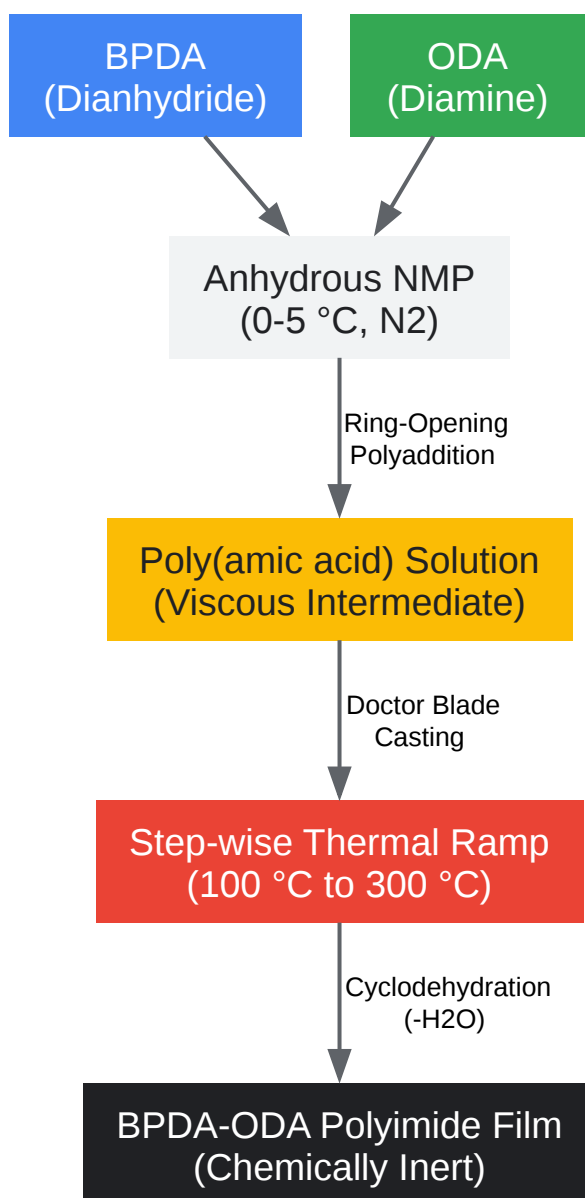 BPDA
(Dianhydride)
ODA
(Diamine)
Anhydrous NMP
(0-5 °C, N2)
Ring-Opening
Polyaddition
Poly(amic acid) Solution
(Viscous Intermediate)
Doctor Blade
Casting
Step-wise Thermal Ramp
(100 °C to 300 °C)
Cyclodehydration
(-H2O)
BPDA-ODA Polyimide Film
(Chemically Inert)